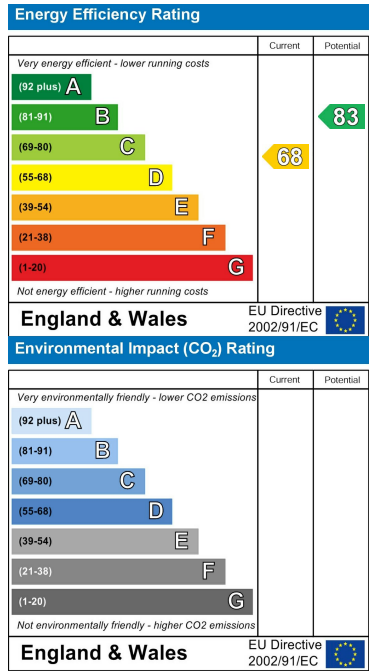 Energy Efficiency Rating
Current Potential
Very energy efficient - lower running costs
(92 plus) A
(81-91) B
83
(69-80) C
68
(55-68) D
(39-54) E
(21-38) F
(1-20) G
Not energy efficient - higher running costs
England & Wales
EU Directive
2002/91/EC
Environmental Impact (CO₂) Rating
Current Potential
Very environmentally friendly - lower CO2 emissions
(92 plus) A
(81-91) B
(69-80) C
(55-68) D
(39-54) E
(21-38) F
(1-20) G
Not environmentally friendly - higher CO2 emissions
England & Wales
EU Directive
2002/91/EC